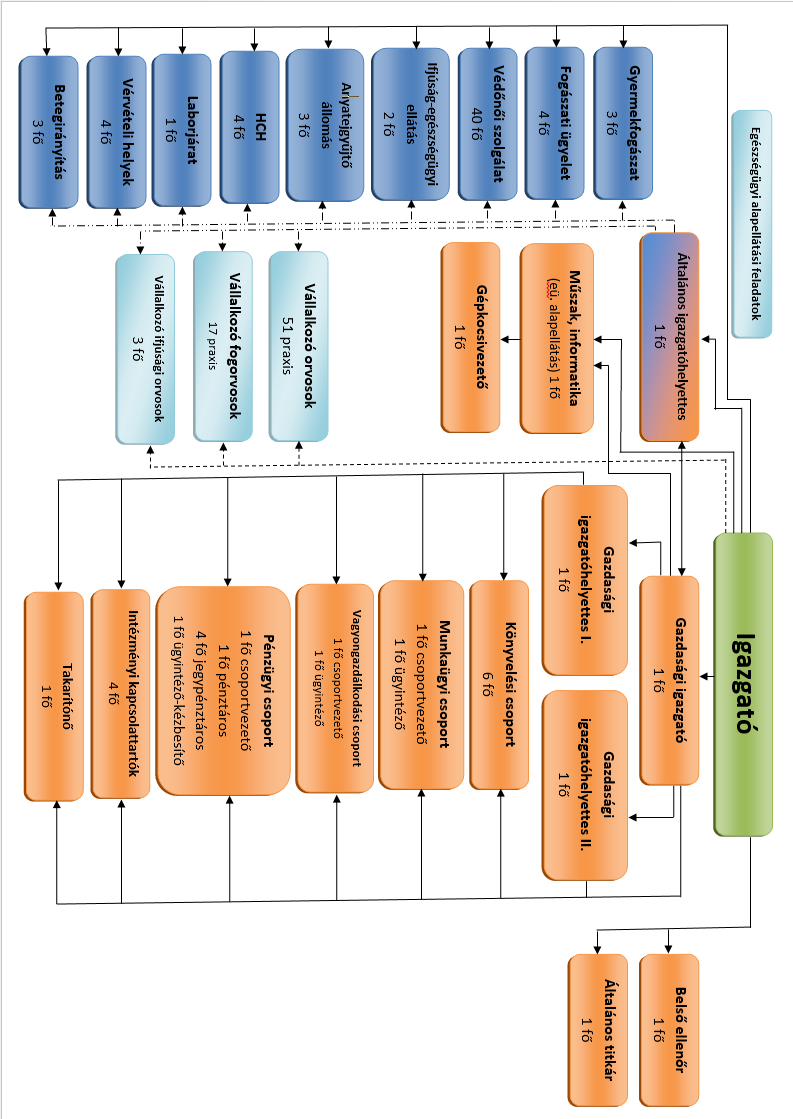 Egészségügyi alapellátási feladatok
Igazgató
Általános igazgatóhelyettes
1 fő
Gazdasági igazgató
1 fő
Belső ellenőr
1 fő
Általános titkár
1 fő
Gazdasági
igazgatóhelyettes I.
1 fő
Gazdasági
igazgatóhelyettes II.
1 fő
Műszak, informatika
(eü. alapellátás) 1 fő
Gépkocsivezető
1 fő
Gyermekfogászat
3 fő
Fogászati ügyelet
4 fő
Védőnői szolgálat
40 fő
Ifjúság-egészségügyi
ellátás
2 fő
Anyatejgyűjtő
állomás
3 fő
HCH
4 fő
Laborjárat
1 fő
Vérvételi helyek
4 fő
Betegirányítás
3 fő
Vállalkozó orvosok
51 praxis
Vállalkozó fogorvosok
17 praxis
Vállalkozó ifjúsági orvosok
3 fő
Könyvelési csoport
6 fő
Munkaügyi csoport
1 fő csoportvezető
1 fő ügyintéző
Vagyongazdálkodási csoport
1 fő csoportvezető
1 fő ügyintéző
Pénzügyi csoport
1 fő csoportvezető
1 fő pénztáros
4 fő jegypénztáros
1 fő ügyintéző-kézbesítő
Intézményi kapcsolattartók
4 fő
Takarítónő
1 fő